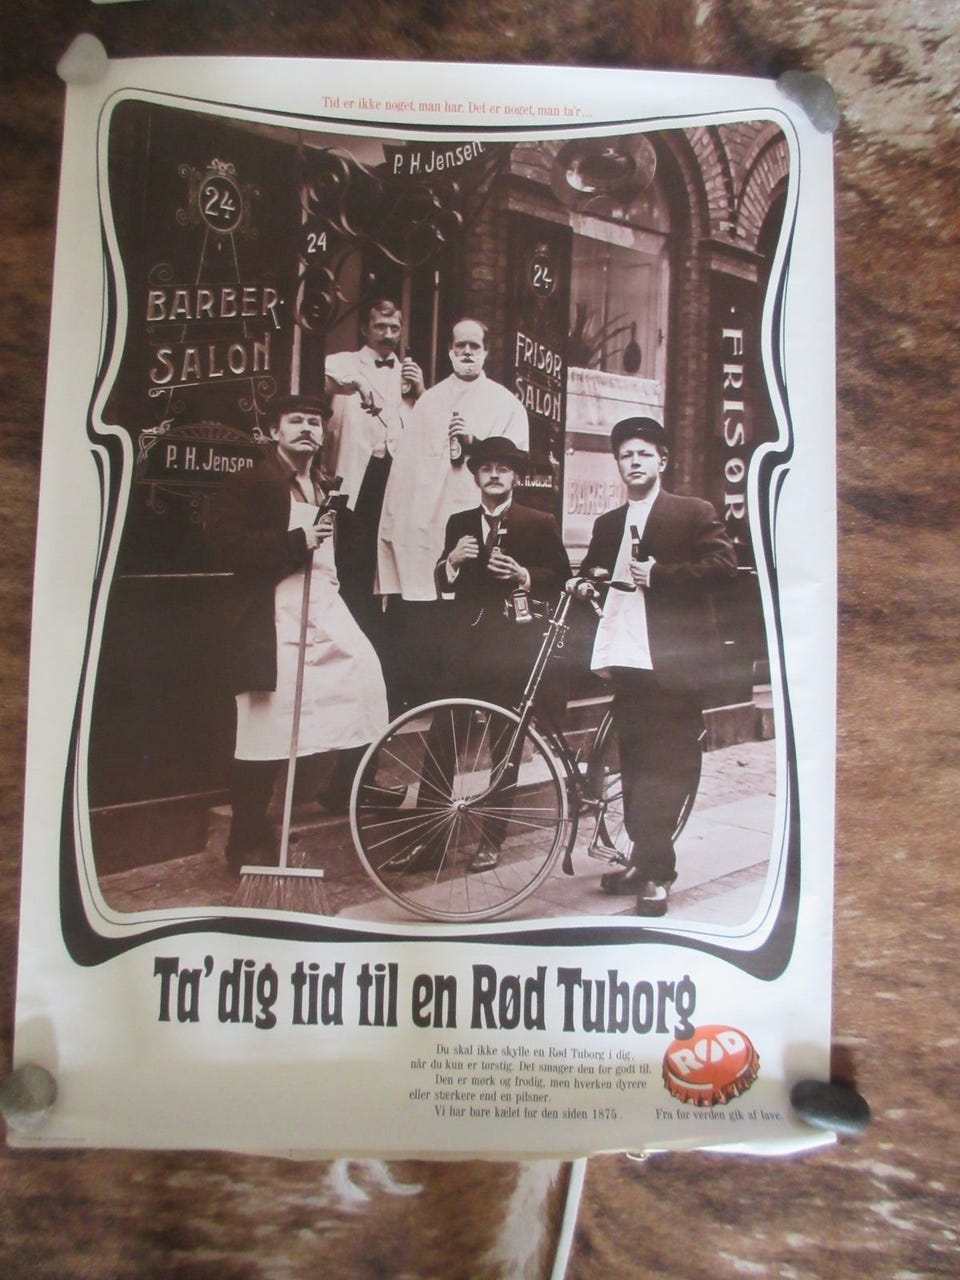 Tid er ikke noget, man har. Det er noget, man ta'r...
P. H. Jensen
24
24
BARBER-
SALON
P. H. Jensen
24
FRISØR
SALON
H. Jensen
BARBE
· FRISØR
Ta' dig tid til en Rød Tuborg
RØD
Du skal ikke skylle en Rød Tuborg i dig,
når du kun er tørstig. Det smager den for godt til.
Den er mørk og frodig, men hverken dyrere
eller stærkere end en pilsner.
Vi har bare kælet for den siden 1875.
Fra før verden gik af lave.